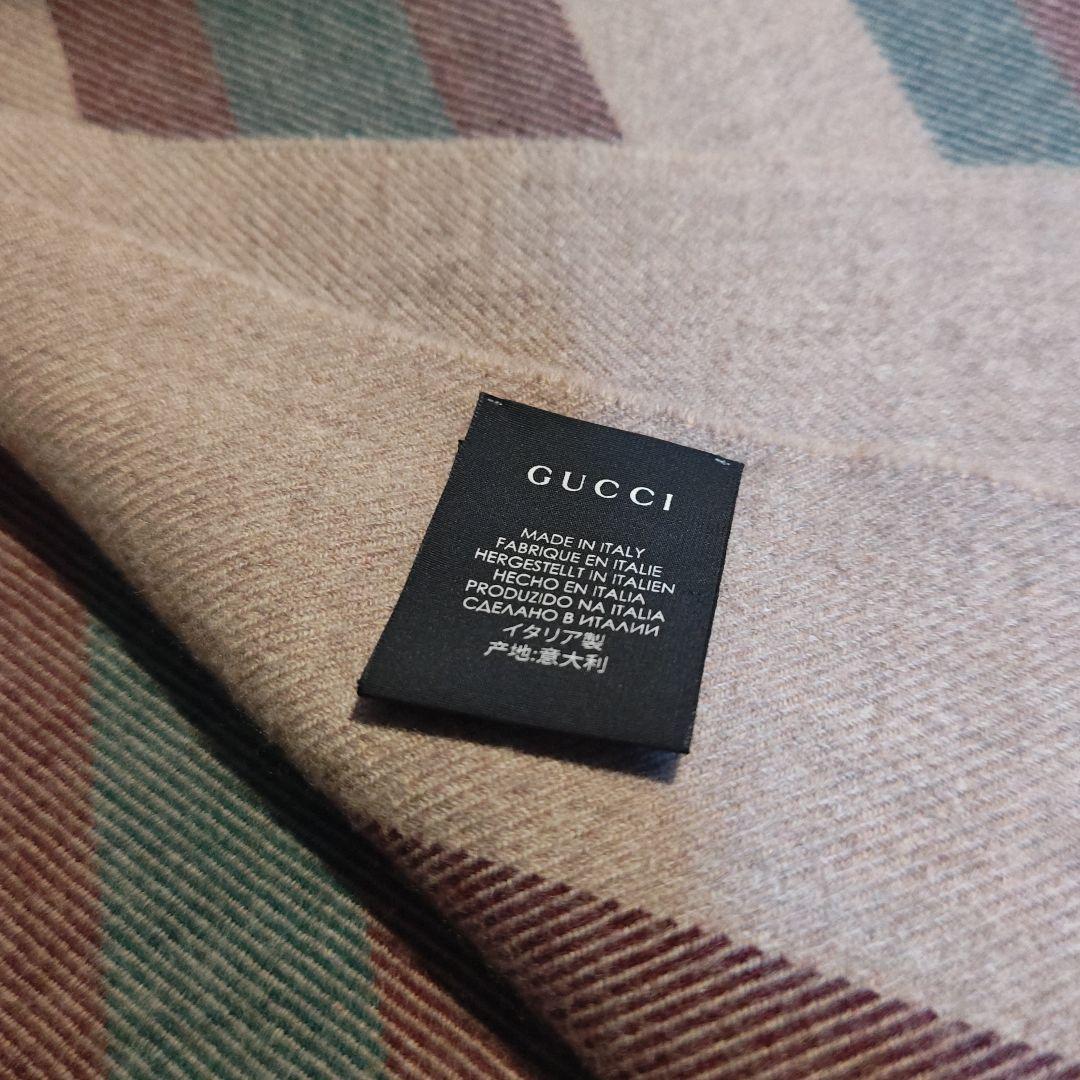 GUCCI
MADE IN ITALY
FABRIQUE EN ITALIE
HERGESTELLT IN ITALIEN
HECHO EN ITALIA
PRODUZIDO NA ITALIA
СДЕЛАНО В ИТАЛИИ
イタリア製
产地:意大利